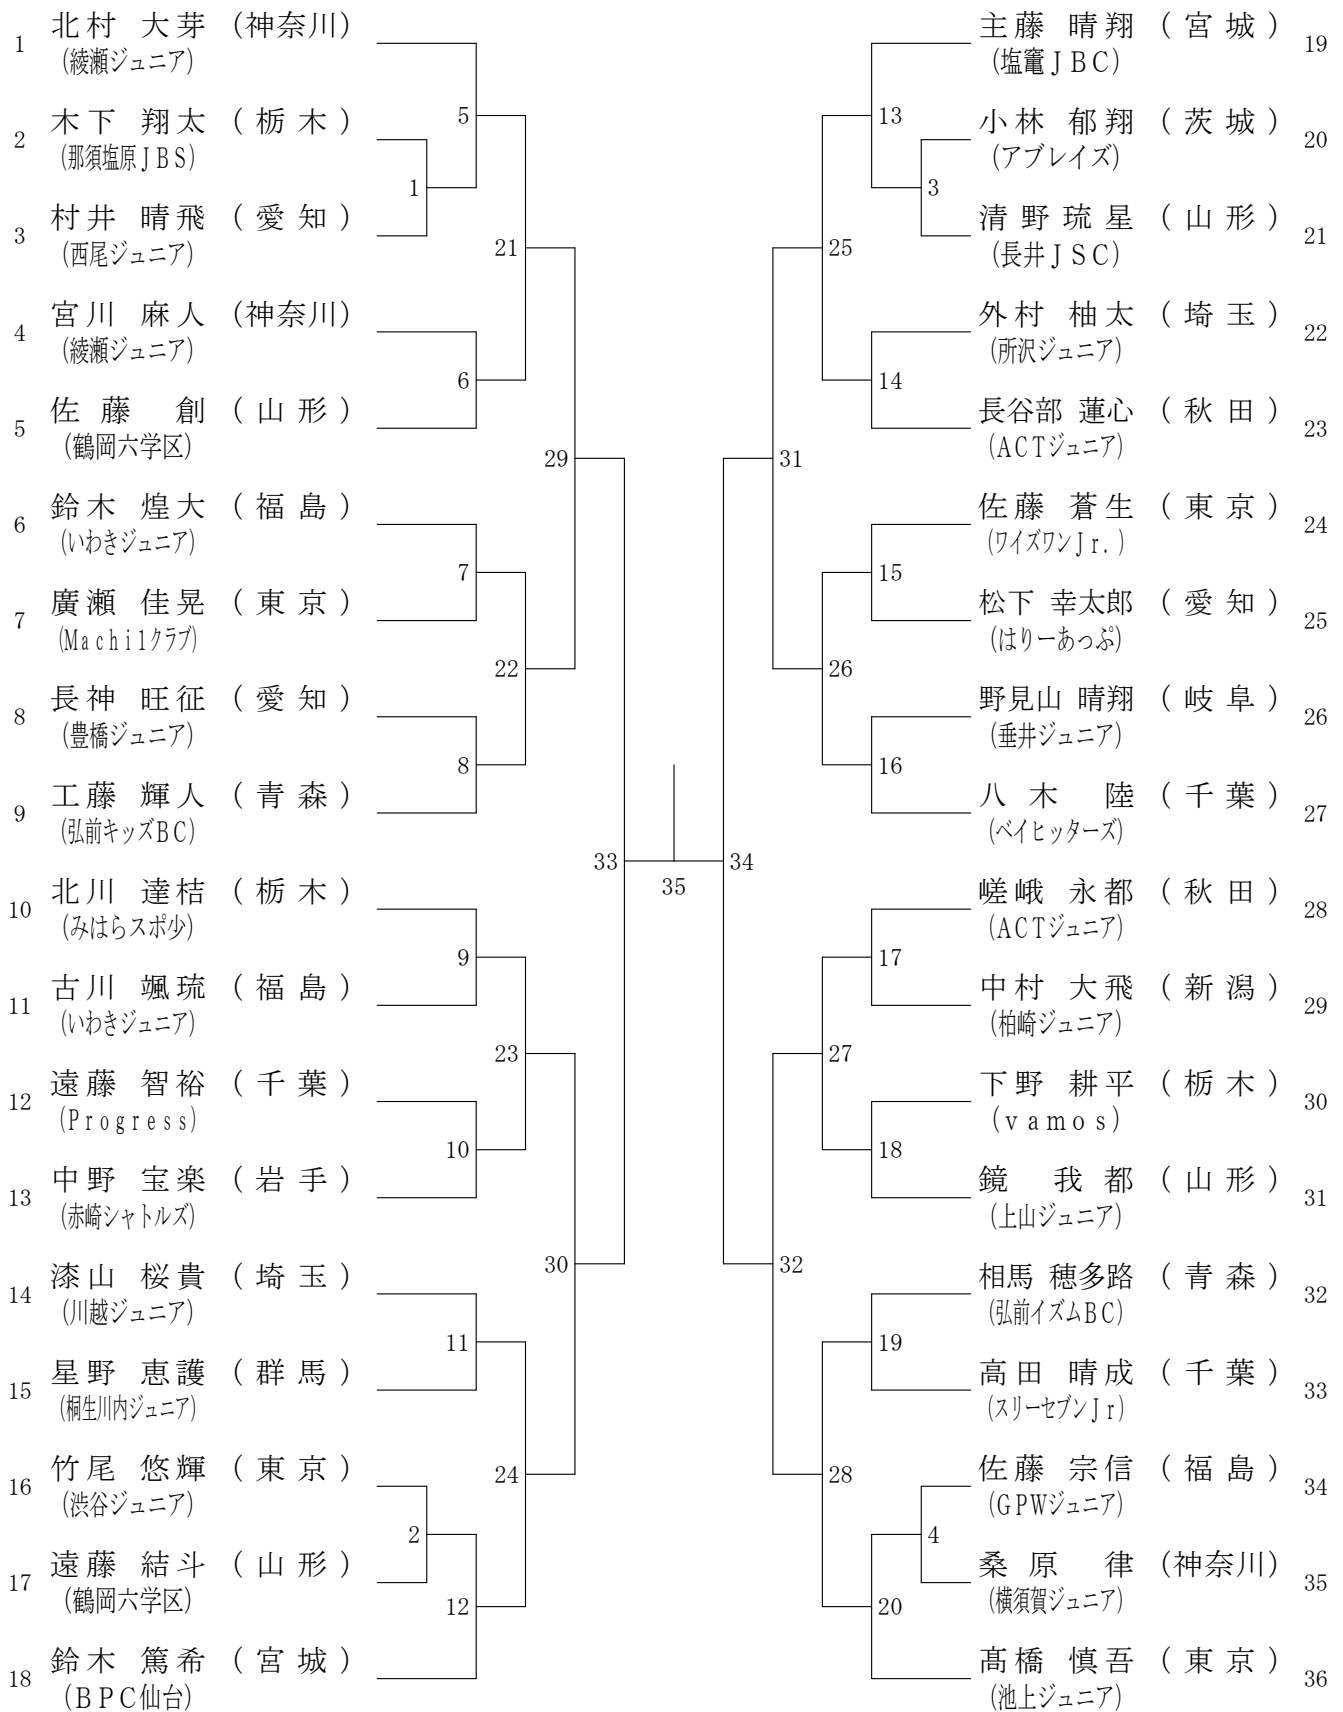 1 北村 大芽 (神奈川)
(綾瀬ジュニア)
2 木下 翔太 (栃木)
(那須塩原JBS)
3 村井 晴飛 (愛知)
(西尾ジュニア)
4 宮川 麻人 (神奈川)
(綾瀬ジュニア)
5 佐藤 創 (山形)
(鶴岡六学区)
6 鈴木 煌大 (福島)
(いわきジュニア)
7 廣瀬 佳晃 (東京)
(Machi1クラブ)
8 長神 旺征 (愛知)
(豊橋ジュニア)
9 工藤 輝人 (青森)
(弘前キッズBC)
10 北川 達桔 (栃木)
(みはらスポ少)
11 古川 颯琉 (福島)
(いわきジュニア)
12 遠藤 智裕 (千葉)
(Progress)
13 中野 宝楽 (岩手)
(赤崎シャトルズ)
14 漆山 桜貴 (埼玉)
(川越ジュニア)
15 星野 恵護 (群馬)
(桐生川内ジュニア)
16 竹尾 悠輝 (東京)
(渋谷ジュニア)
17 遠藤 結斗 (山形)
(鶴岡六学区)
18 鈴木 篤希 (宮城)
(BPC仙台)
1
2
5
6
7
8
9
10
11
12
21
22
23
24
29
30
33
35
34
31
32
25
26
27
28
13
14
15
16
17
18
19
20
3
4
主藤 晴翔 (宮城) 19
(塩竈JBC)
小林 郁翔 (茨城) 20
(アブレイズ)
清野琉星 (山形) 21
(長井JSC)
外村 柚太 (埼玉) 22
(所沢ジュニア)
長谷部 蓮心 (秋田) 23
(ACTジュニア)
佐藤 蒼生 (東京) 24
(ワイズワンJr.)
松下 幸太郎 (愛知) 25
(はりーあっぷ)
野見山 晴翔 (岐阜) 26
(垂井ジュニア)
八木 陸 (千葉) 27
(ベイヒッターズ)
嵯峨 永都 (秋田) 28
(ACTジュニア)
中村 大飛 (新潟) 29
(柏崎ジュニア)
下野 耕平 (栃木) 30
(vamos)
鏡 我都 (山形) 31
(上山ジュニア)
相馬 穂多路 (青森) 32
(弘前イズムBC)
高田 晴成 (千葉) 33
(スリーセブンJr)
佐藤 宗信 (福島) 34
(GPWジュニア)
桑原 律 (神奈川) 35
(横須賀ジュニア)
髙橋 慎吾 (東京) 36
(池上ジュニア)